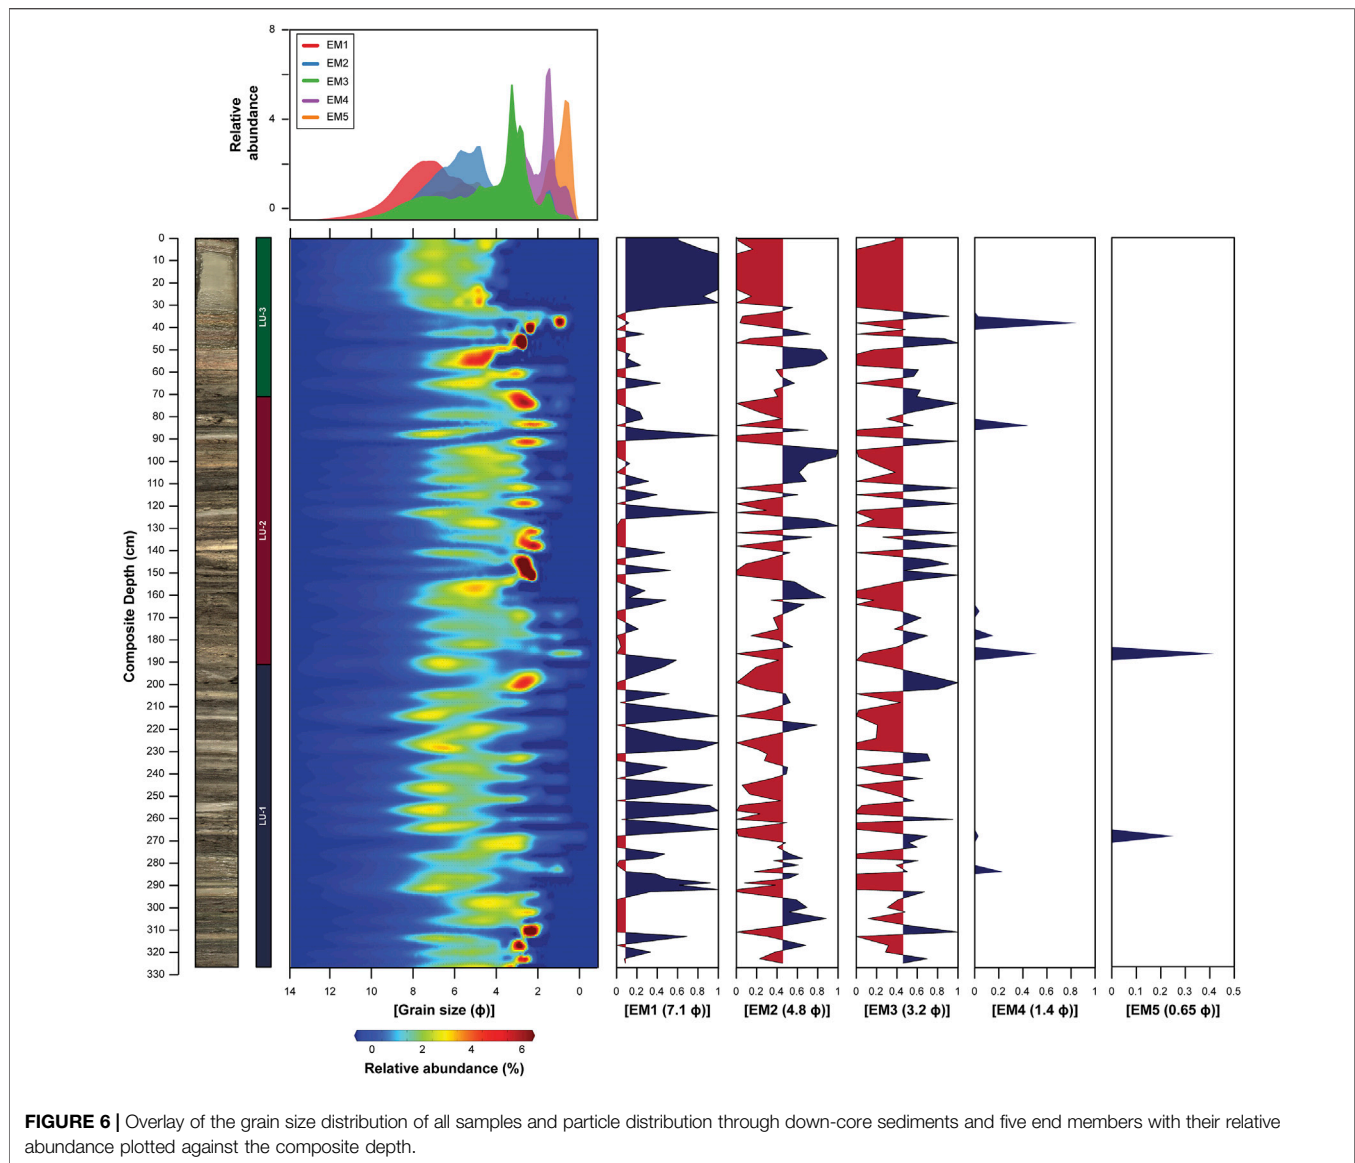 8
4
0
Relative
abundance
EM1
EM2
EM3
EM4
EM5
0
10
20
30
40
50
60
70
80
90
100
110
120
130
140
150
160
170
180
190
200
210
220
230
240
250
260
270
280
290
300
310
320
330
Composite Depth (cm)
LU-3
LU-2
LU-1
14 12 10 8 6 4 2 0
[Grain size (ϕ)]
0 0.2 0.4 0.6 0.8 1
[EM1 (7.1 ϕ)]
0 0.2 0.4 0.6 0.8 1
[EM2 (4.8 ϕ)]
0 0.2 0.4 0.6 0.8 1
[EM3 (3.2 ϕ)]
0 0.2 0.4 0.6 0.8 1
[EM4 (1.4 ϕ)]
0 0.1 0.2 0.3 0.4 0.5
[EM5 (0.65 ϕ)]
0 2 4 6
Relative abundance (%)
FIGURE 6 | Overlay of the grain size distribution of all samples and particle distribution through down-core sediments and five end members with their relative
abundance plotted against the composite depth.